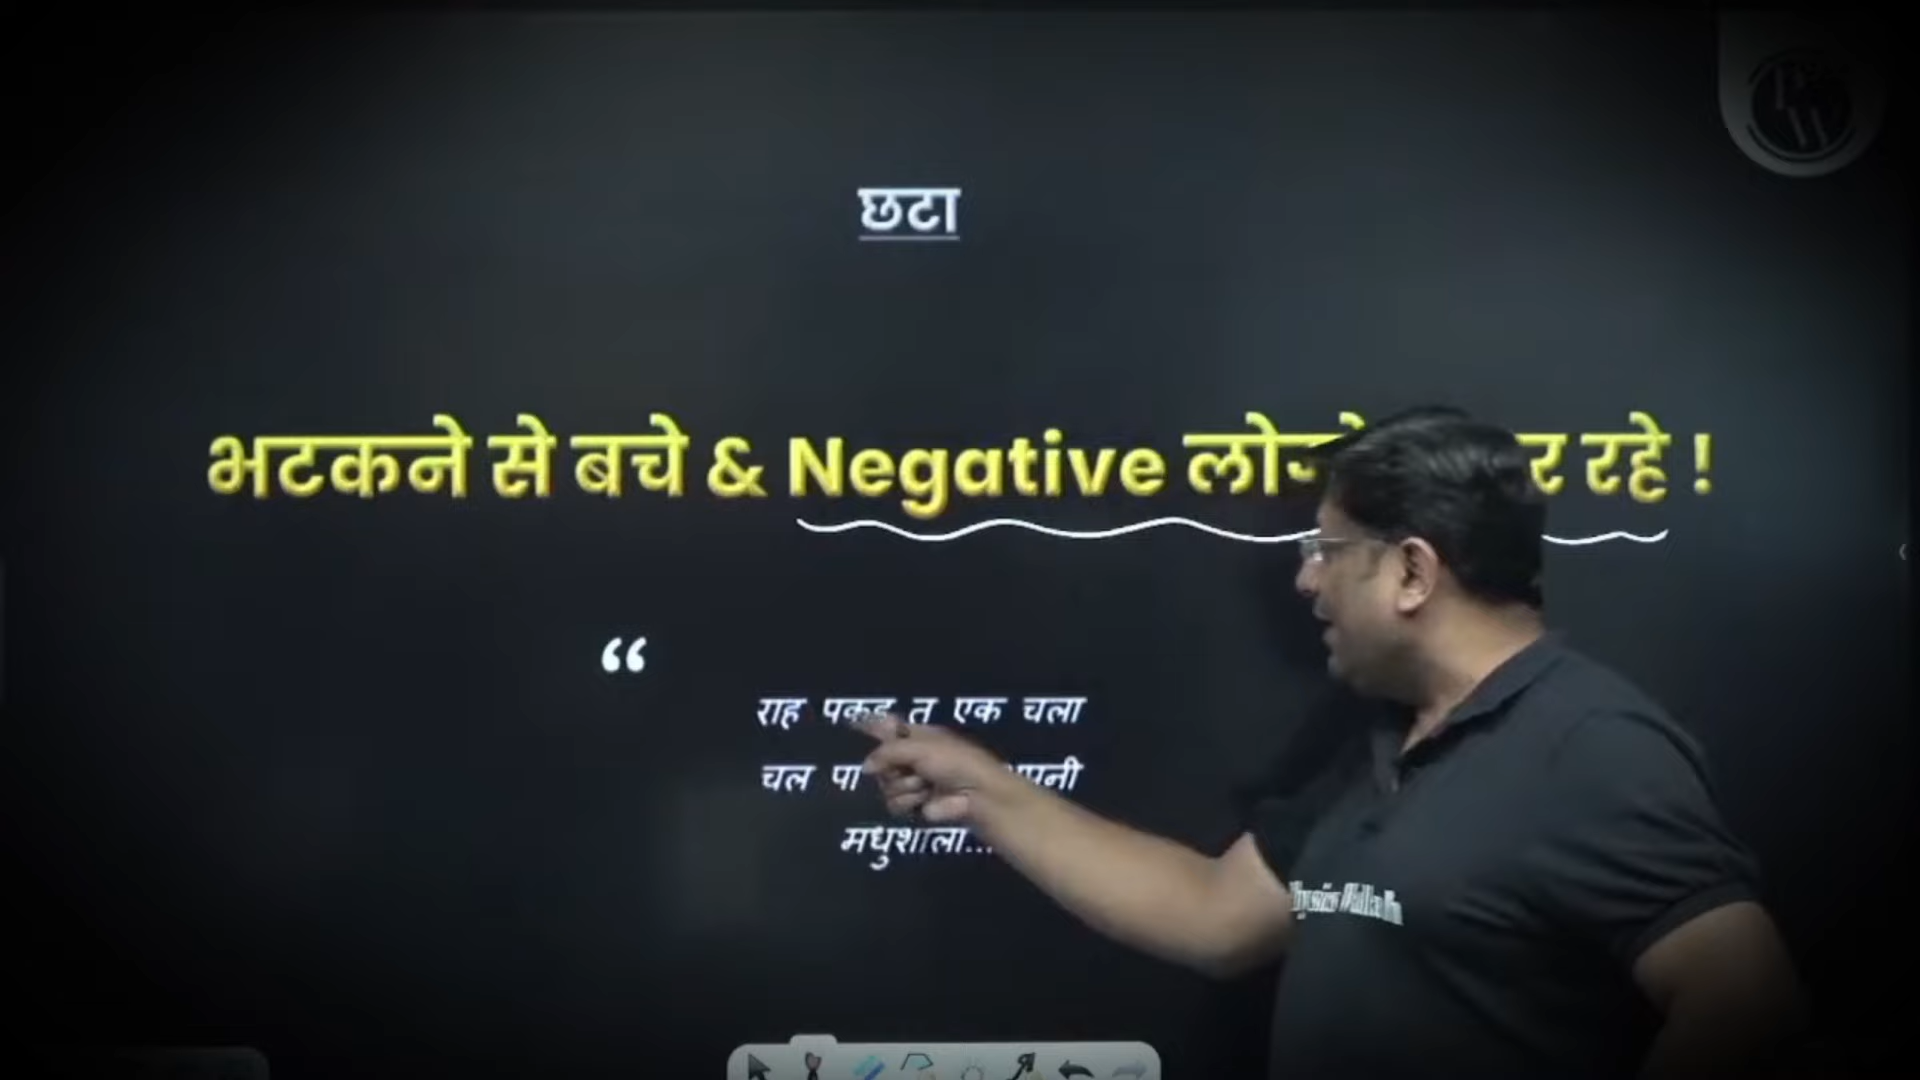 छटा
भटकने से बचे & Negative रहे !
“
राह पकड़ तू एक चला
चल
मधुशाला...